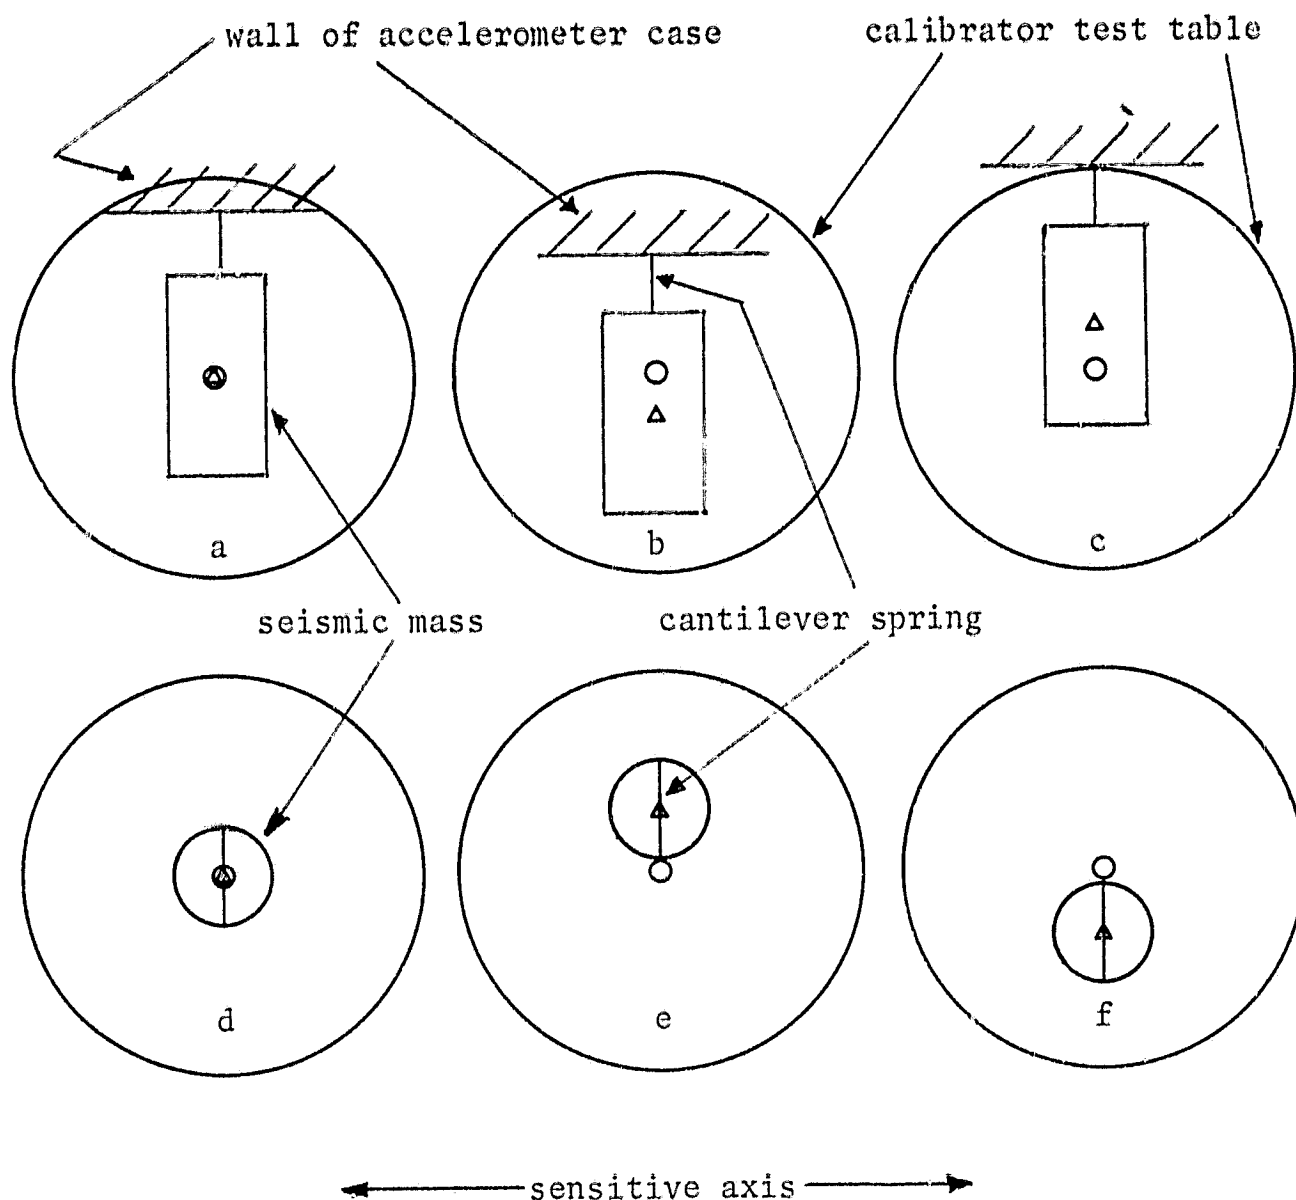 wall of accelerometer case
calibrator test table
a
b
c
seismic mass
cantilever spring
d
e
f
sensitive axis